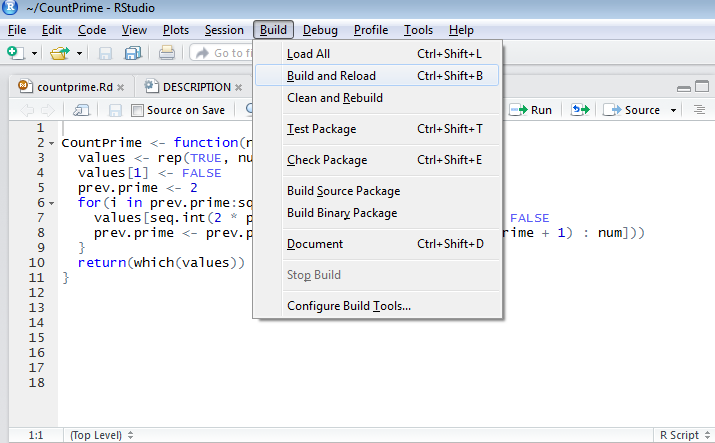 ~/CountPrime - RStudio
File Edit Code View Plots Session Build Debug Profile Tools Help
Go to fi
Load All Ctrl+Shift+L
Build and Reload Ctrl+Shift+B
Clean and Rebuild
Test Package Ctrl+Shift+T
Check Package Ctrl+Shift+E
Build Source Package
Build Binary Package
Document Ctrl+Shift+D
Stop Build
Configure Build Tools...
countprime.Rd DESCRIPTION
Source on Save Run Source
1
2 CountPrime <- function(n
3 values <- rep(TRUE, nu
4 values[1] <- FALSE
5 prev.prime <- 2
6 for(i in prev.prime:sq
7 values[seq.int(2 * p FALSE
8 prev.prime <- prev.p rime + 1) : num]))
9 }
10 return(which(values))
11 }
12
13
14
15
16
17
18
1:1 (Top Level) R Script